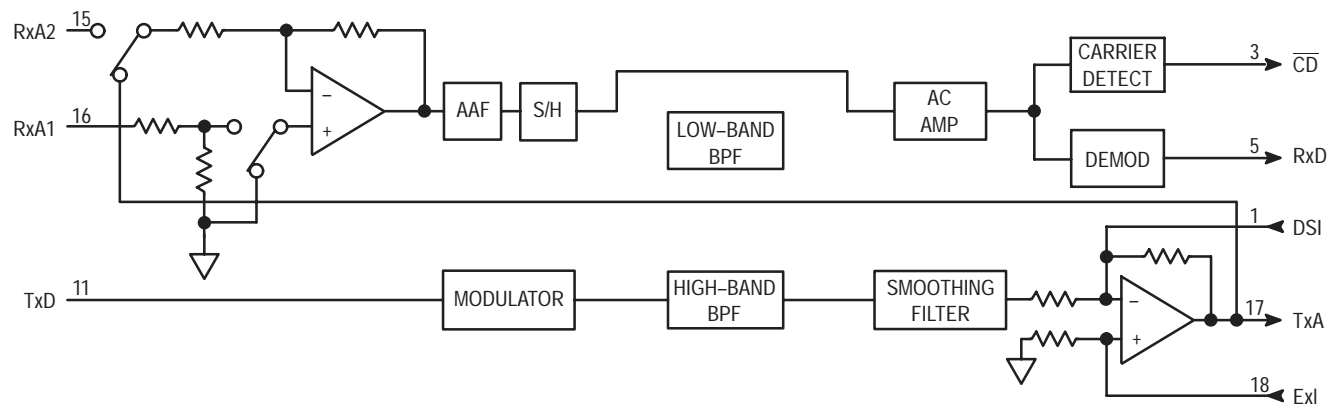 RxA2 15
RxA1 16
−
+
AAF
S/H
LOW–BAND
BPF
AC
AMP
CARRIER
DETECT
3 C̅D̅
DEMOD
5 RxD
1 DSI
TxD 11
MODULATOR
HIGH–BAND
BPF
SMOOTHING
FILTER
−
+
17 TxA
18 ExI